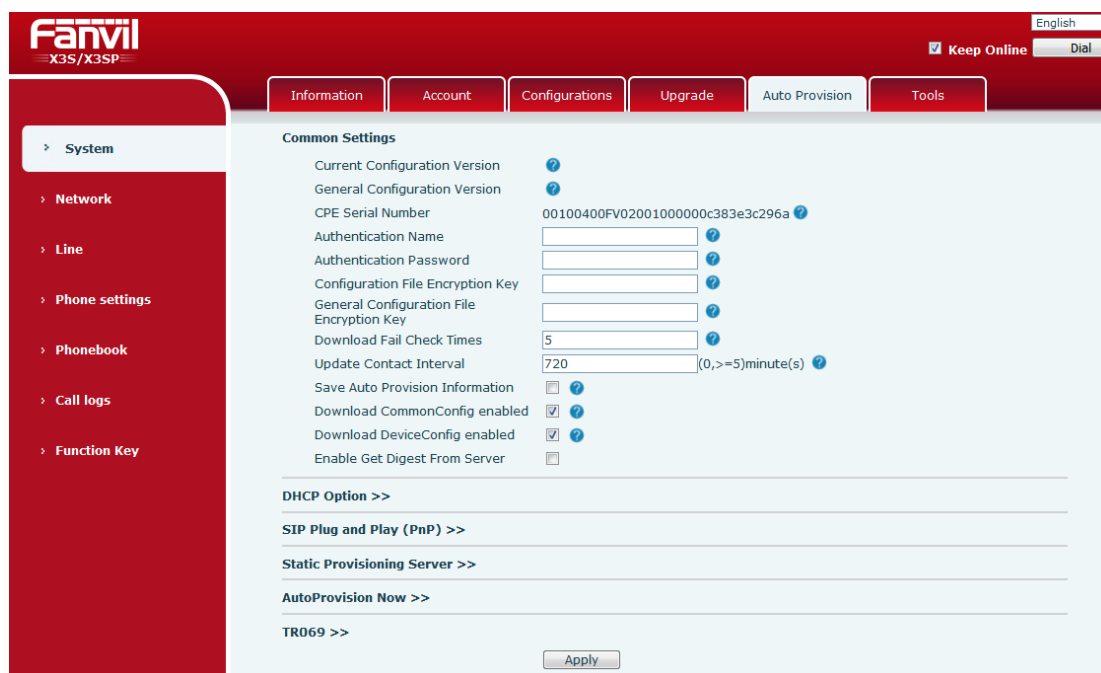 English
Fanvil
X3S/X3SP
Keep Online Dial
Information Account Configurations Upgrade Auto Provision Tools
› System
› Network
› Line
› Phone settings
› Phonebook
› Call logs
› Function Key
Common Settings
Current Configuration Version ?
General Configuration Version ?
CPE Serial Number 00100400FV02001000000c383e3c296a ?
Authentication Name ?
Authentication Password ?
Configuration File Encryption Key ?
General Configuration File
Encryption Key ?
Download Fail Check Times 5 ?
Update Contact Interval 720 (0,>=5)minute(s) ?
Save Auto Provision Information ?
Download CommonConfig enabled ?
Download DeviceConfig enabled ?
Enable Get Digest From Server
DHCP Option >>
SIP Plug and Play (PnP) >>
Static Provisioning Server >>
AutoProvision Now >>
TR069 >>
Apply